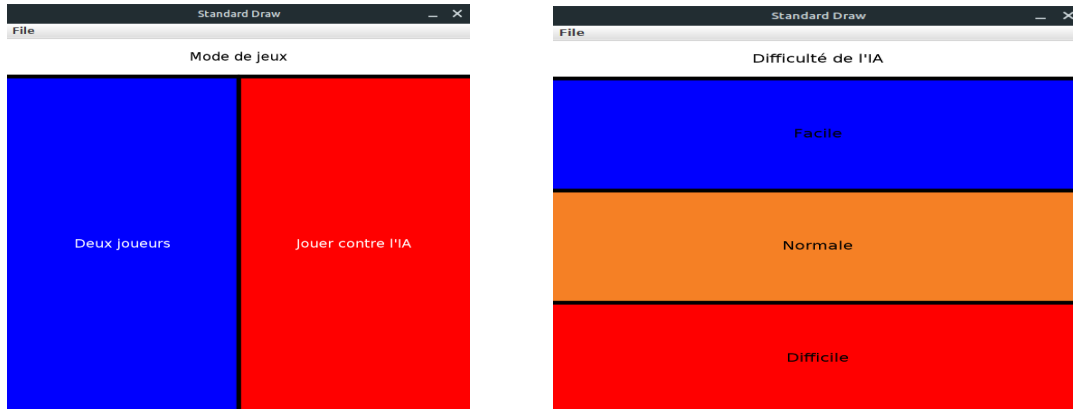 Standard Draw
File
Mode de jeux
Deux joueurs
Jouer contre l'IA
Standard Draw
File
Difficulté de l'IA
Facile
Normale
Difficile